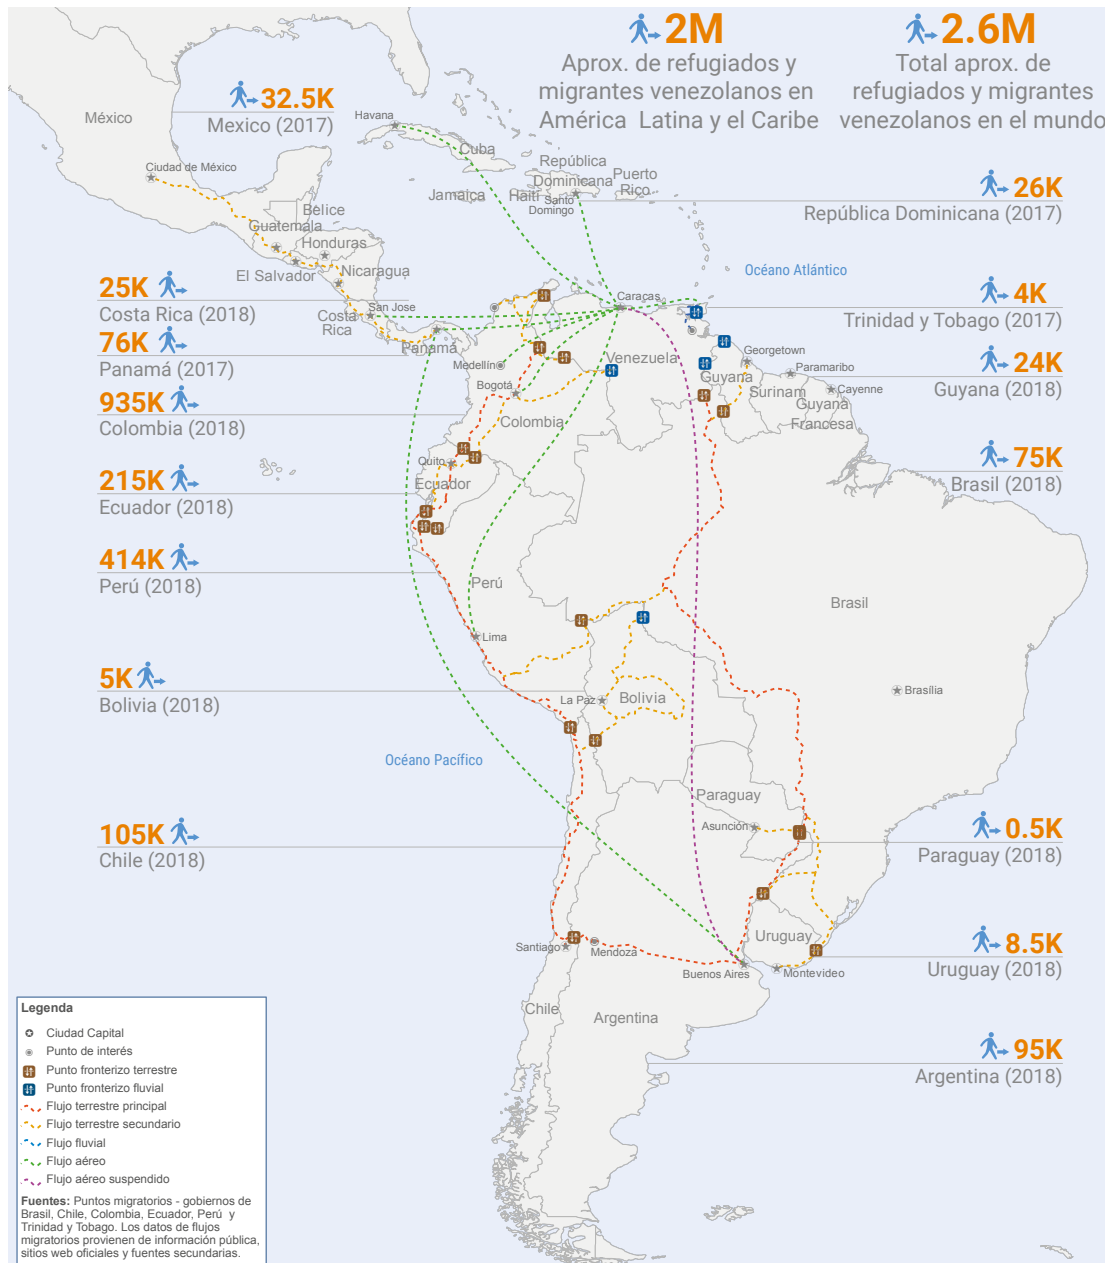 2M
Aprox. de refugiados y
migrantes venezolanos en
América Latina y el Caribe
2.6M
Total aprox. de
refugiados y migrantes
venezolanos en el mundo
32.5K
Mexico (2017)
México
Ciudad de México
Havana
Cuba
República
Dominicana
Puerto
Rico
Jamaica
Haití
Santo
Domingo
26K
República Dominicana (2017)
Belice
Guatemala
Honduras
El Salvador
Nicaragua
Océano Atlántico
25K
Costa Rica (2018)
San Jose
Costa
Rica
Caracas
4K
Trinidad y Tobago (2017)
76K
Panamá (2017)
Panamá
Medellín
Venezuela
Georgetown
Paramaribo
24K
Guyana (2018)
Bogotá
Guyana
Surinam
Cayenne
Guyana
Francesa
935K
Colombia (2018)
Colombia
Quito
Ecuador
75K
Brasil (2018)
215K
Ecuador (2018)
414K
Perú (2018)
Perú
Brasil
Lima
5K
Bolivia (2018)
La Paz
Bolivia
Brasília
Océano Pacífico
Paraguay
Asunción
0.5K
Paraguay (2018)
105K
Chile (2018)
Uruguay
8.5K
Uruguay (2018)
Santiago
Mendoza
Buenos Aires
Montevideo
Chile
Argentina
95K
Argentina (2018)
Legenda
Ciudad Capital
Punto de interés
Punto fronterizo terrestre
Punto fronterizo fluvial
Flujo terrestre principal
Flujo terrestre secundario
Flujo fluvial
Flujo aéreo
Flujo aéreo suspendido
Fuentes: Puntos migratorios - gobiernos de
Brasil, Chile, Colombia, Ecuador, Perú y
Trinidad y Tobago. Los datos de flujos
migratorios provienen de información pública,
sitios web oficiales y fuentes secundarias.